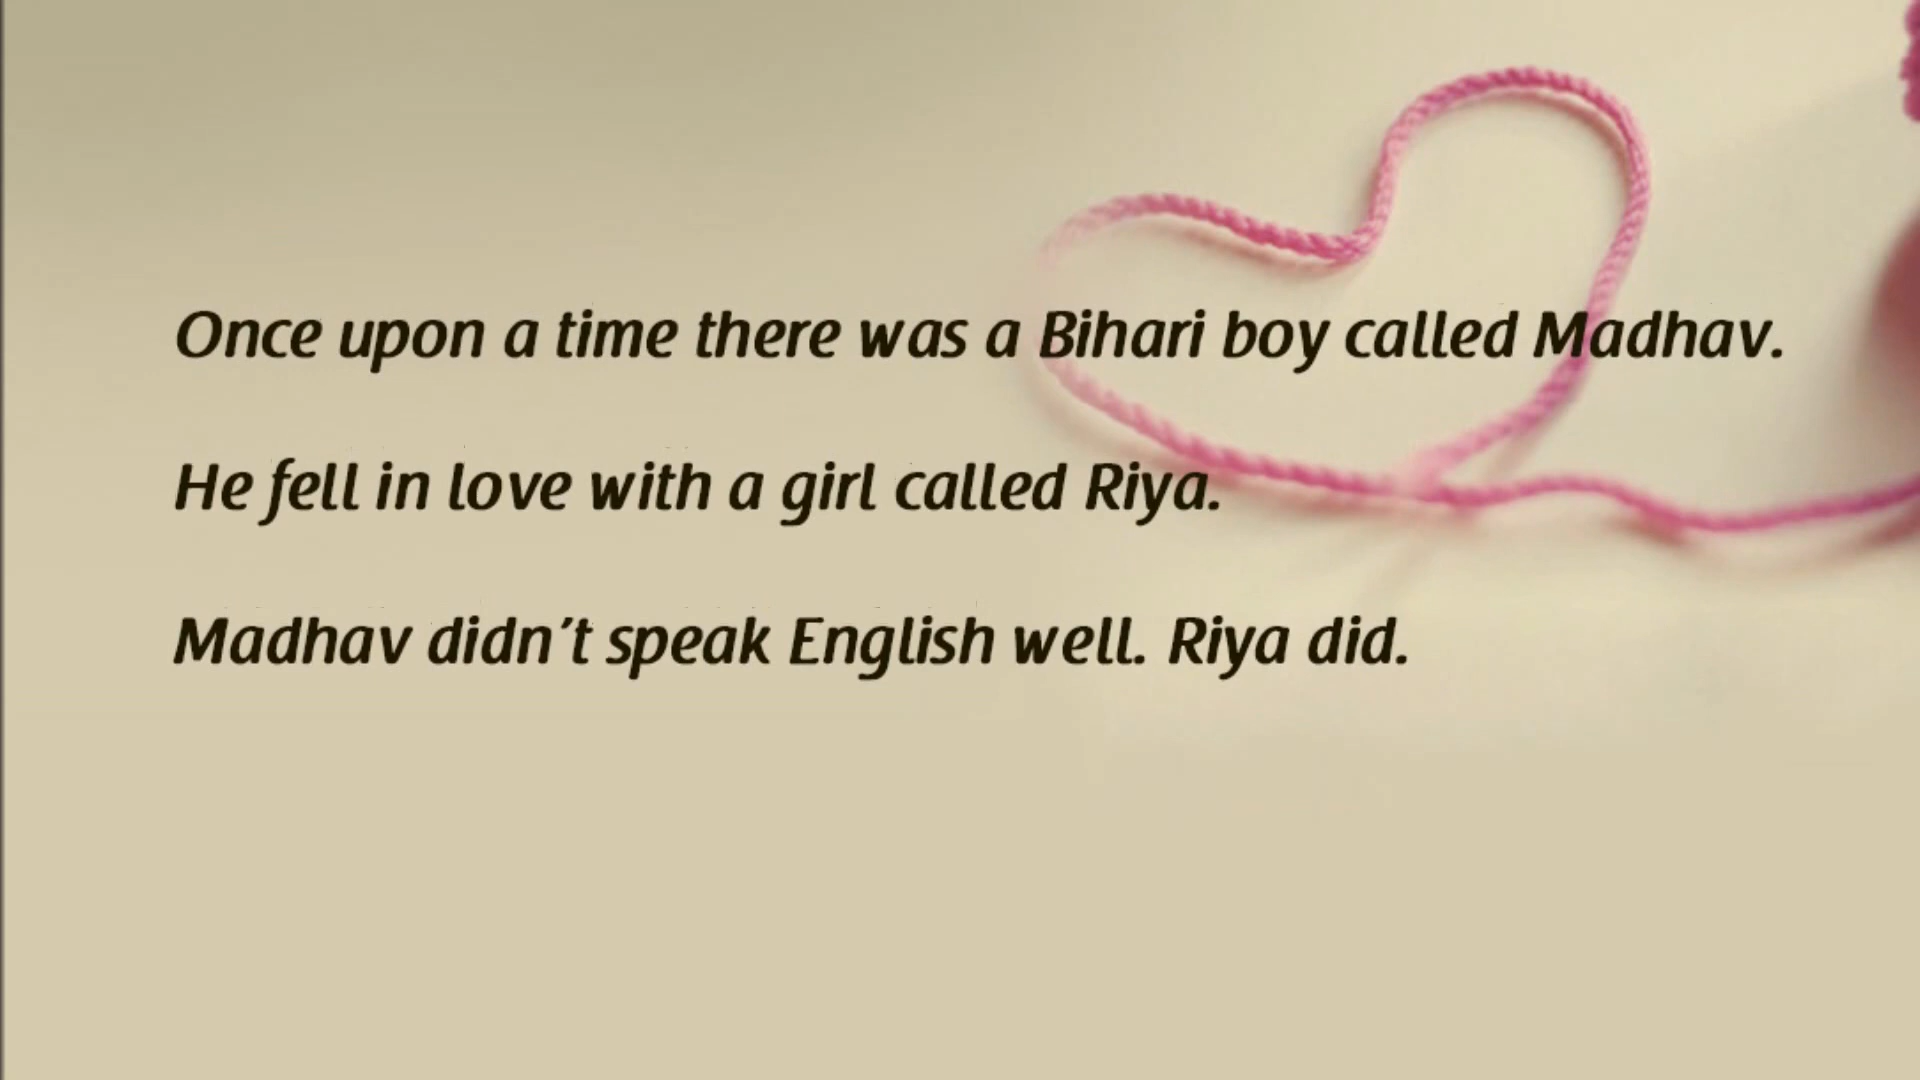 Once upon a time there was a Bihari boy called Madhav.
He fell in love with a girl called Riya.
Madhav didn't speak English well. Riya did.